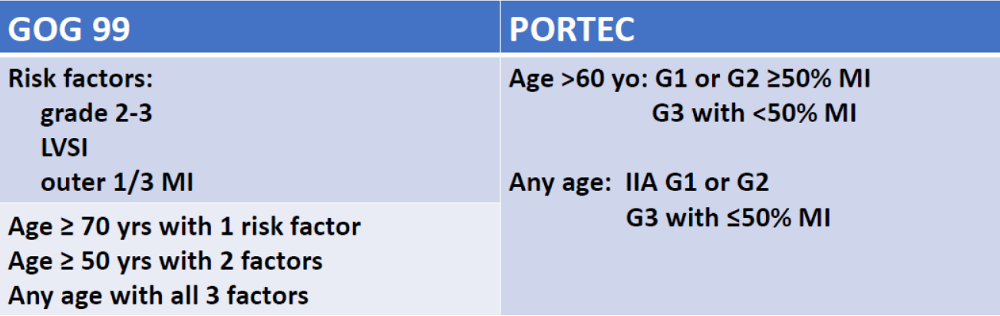 GOG 99
Risk factors:
grade 2-3
LVSI
outer 1/3 MI
Age ≥ 70 yrs with 1 risk factor
Age ≥ 50 yrs with 2 factors
Any age with all 3 factors
PORTEC
Age >60 yo: G1 or G2 ≥50% MI
G3 with <50% MI
Any age: IIA G1 or G2
G3 with ≤50% MI